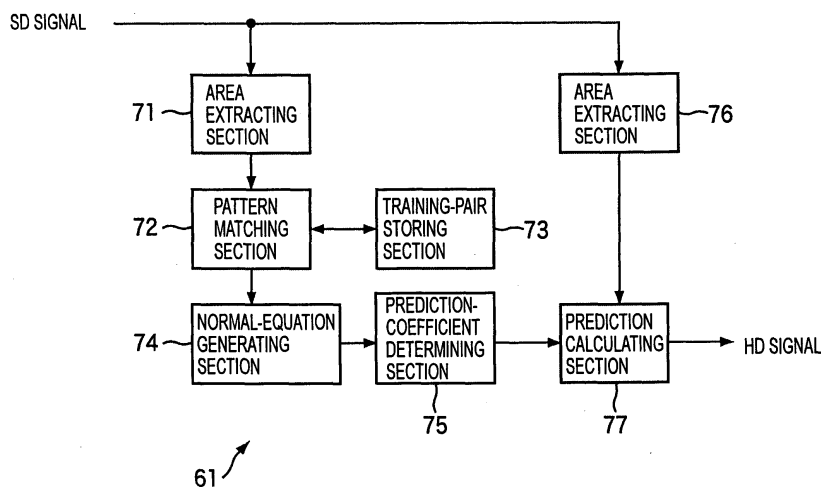 SD SIGNAL
71
AREA
EXTRACTING
SECTION
AREA
EXTRACTING
SECTION
76
72
PATTERN
MATCHING
SECTION
TRAINING-PAIR
STORING
SECTION
73
74
NORMAL-EQUATION
GENERATING
SECTION
PREDICTION-
COEFFICIENT
DETERMINING
SECTION
75
PREDICTION
CALCULATING
SECTION
77
HD SIGNAL
61